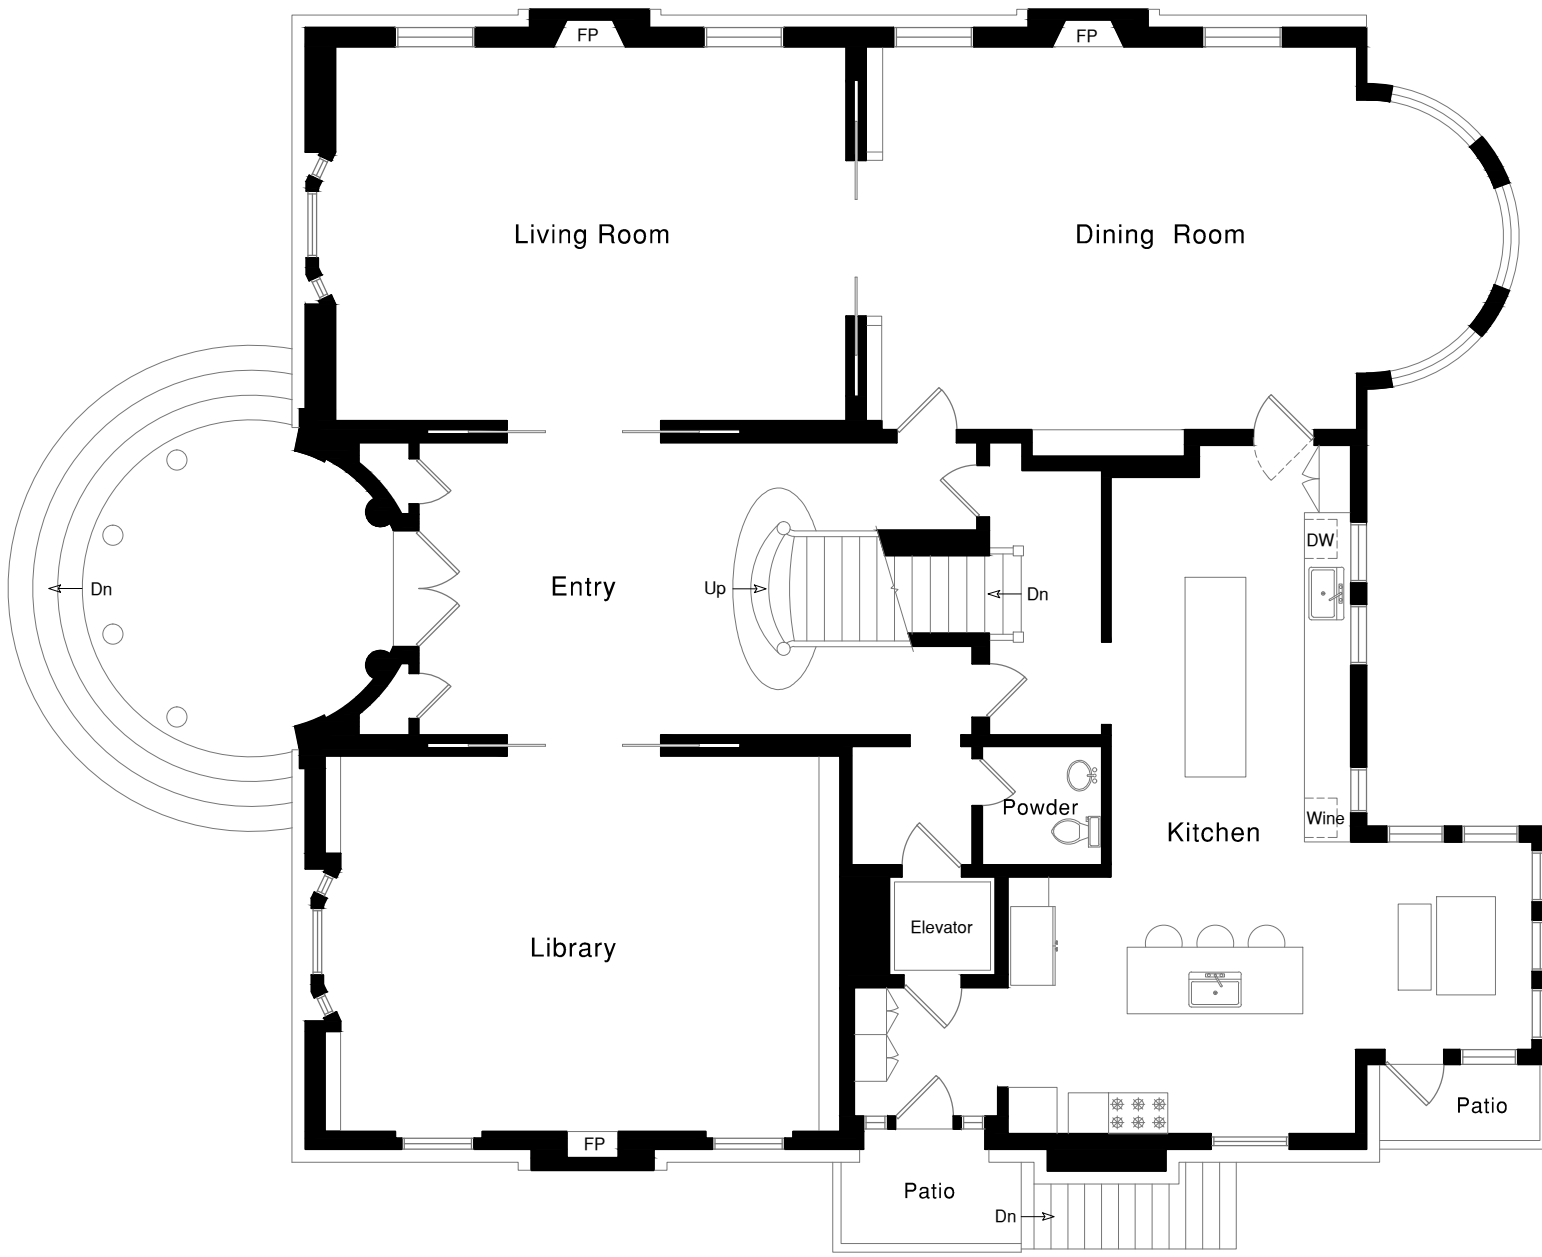 FP
FP
Living Room
Dining Room
DW
Entry
Up
Dn
Dn
Powder
Wine
Kitchen
Elevator
Library
Patio
FP
Patio
Dn